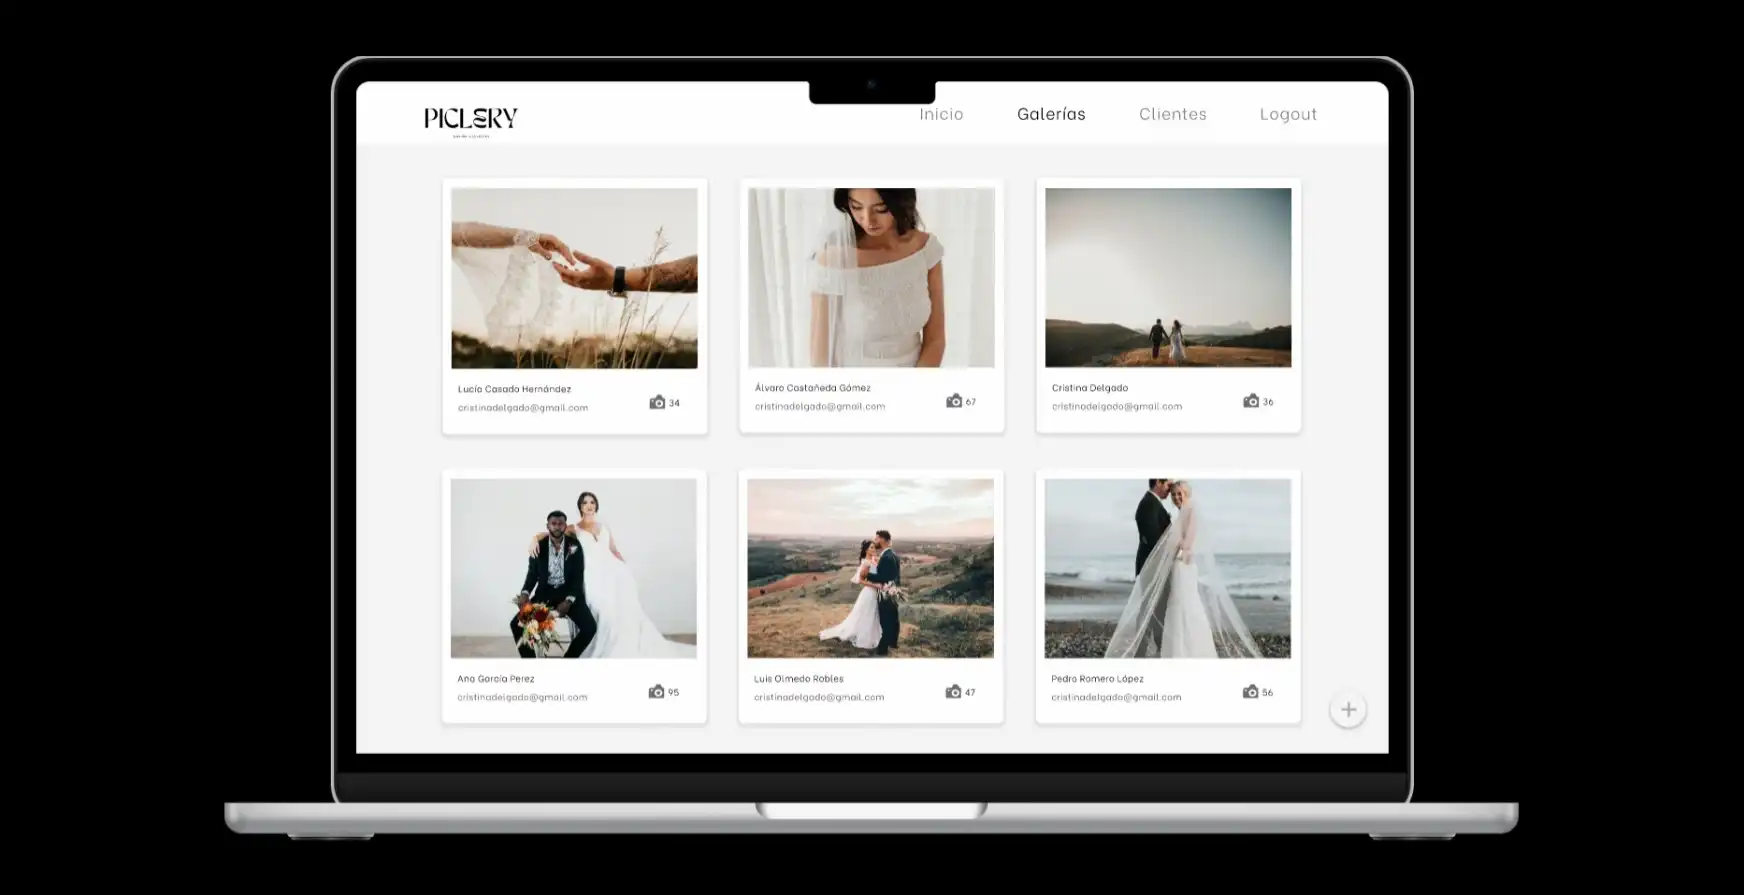 PICLERY
Inicio
Galerías
Clientes
Logout
Lucía Casado Hernández
cristinadelgado@gmail.com
34
Álvaro Castañeda Gómez
cristinadelgado@gmail.com
67
Cristina Delgado
cristinadelgado@gmail.com
36
Ana García Perez
cristinadelgado@gmail.com
95
Luis Olmedo Robles
cristinadelgado@gmail.com
47
Pedro Romero López
cristinadelgado@gmail.com
56